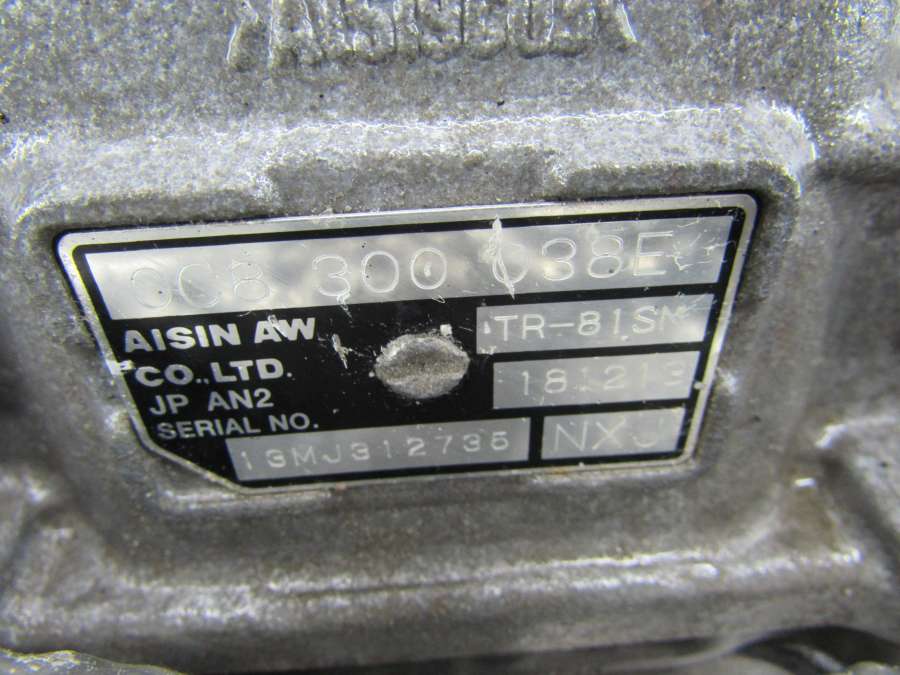 0C8 300 038E
AISIN AW
CO.,LTD.
JP AN2
TR-81SN
181213
SERIAL NO.
13MJ312735
NXJ